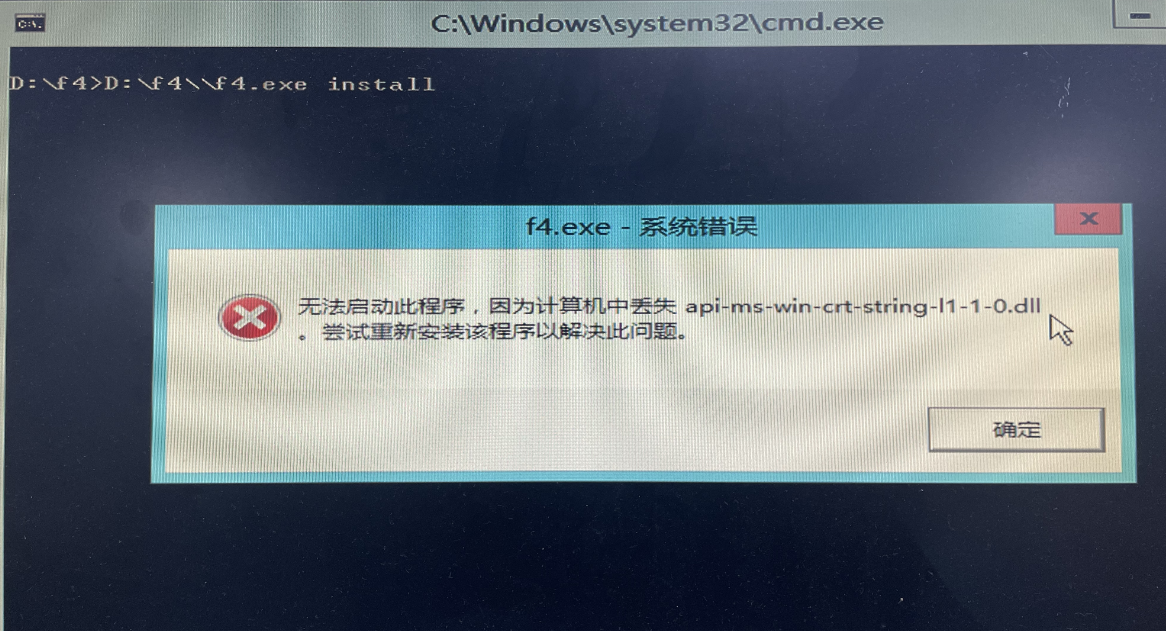 C:\Windows\system32\cmd.exe
D:\f4>D:\f4\\f4.exe install
f4.exe - 系统错误
无法启动此程序，因为计算机中丢失 api-ms-win-crt-string-l1-1-0.dll
。尝试重新安装该程序以解决此问题。
确定